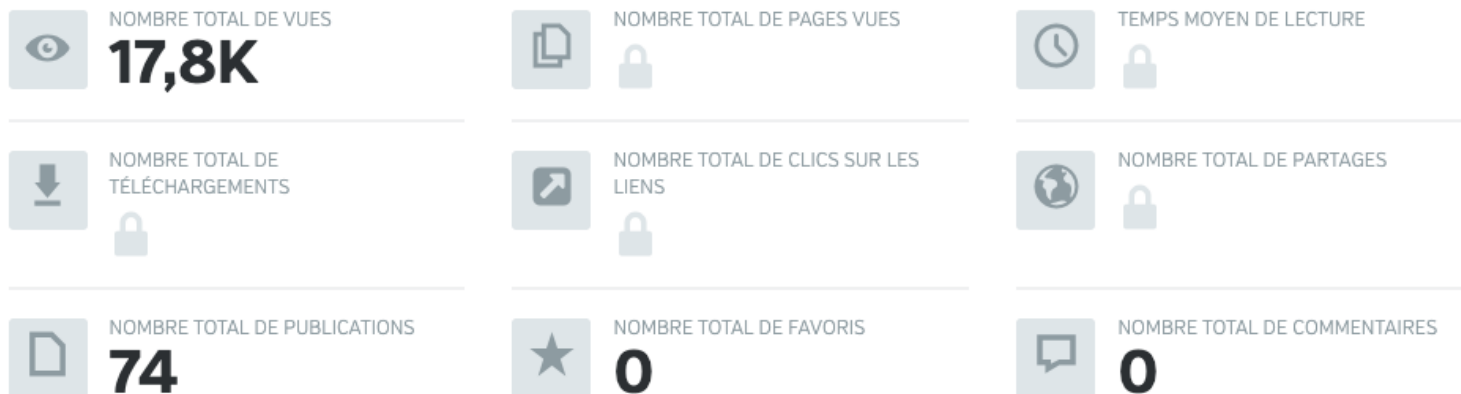 NOMBRE TOTAL DE VUES
17,8K
NOMBRE TOTAL DE PAGES VUES
TEMPS MOYEN DE LECTURE
NOMBRE TOTAL DE
TÉLÉCHARGEMENTS
NOMBRE TOTAL DE CLICS SUR LES
LIENS
NOMBRE TOTAL DE PARTAGES
NOMBRE TOTAL DE PUBLICATIONS
74
NOMBRE TOTAL DE FAVORIS
0
NOMBRE TOTAL DE COMMENTAIRES
0